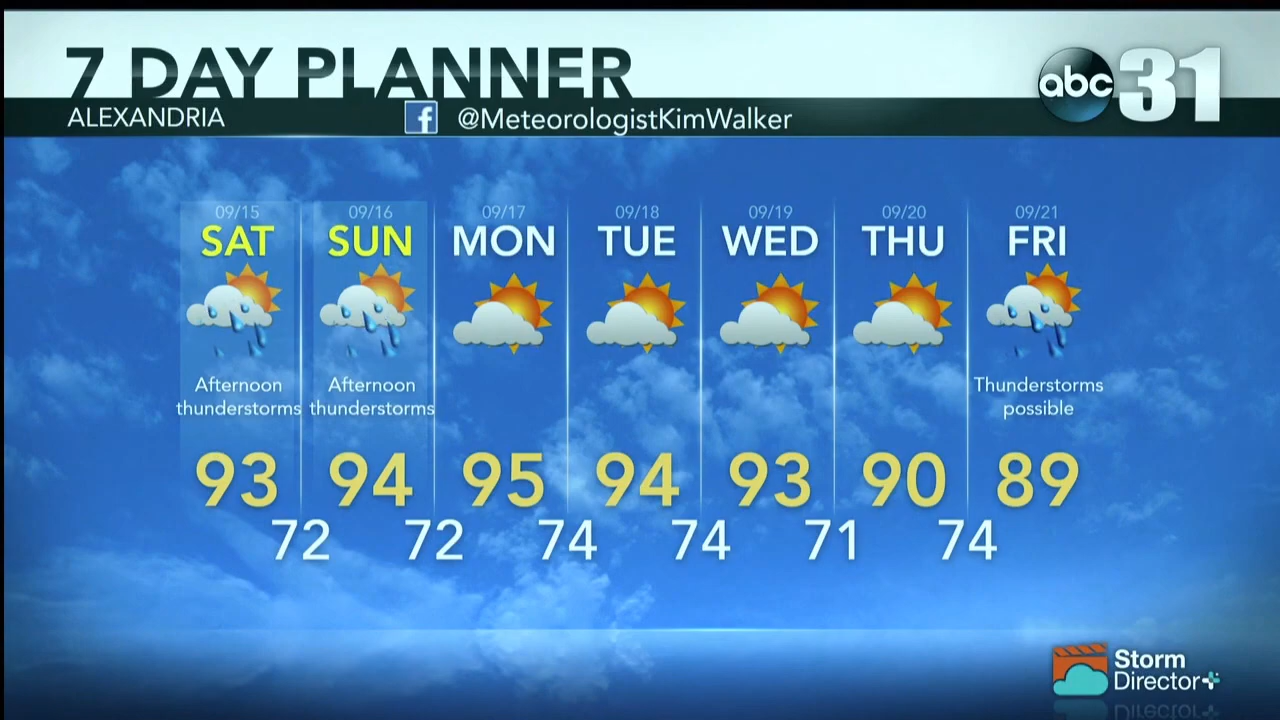 7 DAY PLANNER
abc 31
ALEXANDRIA
f @MeteorologistKimWalker
09/15 09/16 09/17 09/18 09/19 09/20 09/21
SAT SUN MON TUE WED THU FRI
Afternoon Afternoon Thunderstorms
thunderstorms thunderstorms possible
93 94 95 94 93 90 89
72 72 74 74 71 74
Storm
Director+